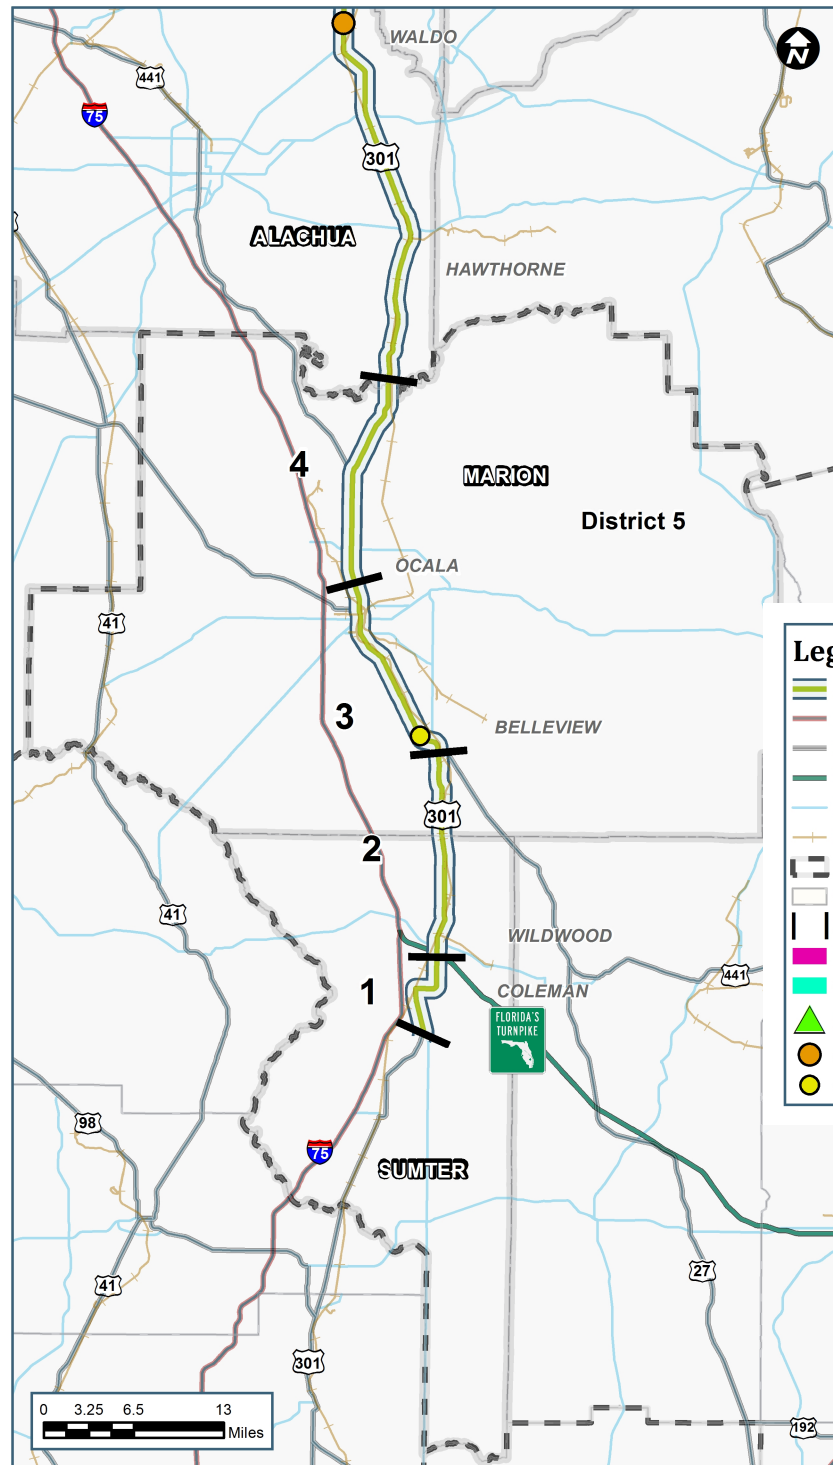 WALDO
N
441
75
301
ALACHUA
HAWTHORNE
4
MARION
District 5
OCALA
41
Leg
3
BELLEVIEW
301
2
41
WILDWOOD
441
1
COLEMAN
FLORIDA'S
TURNPIKE
98
75
SUMTER
27
41
301
0 3.25 6.5 13
Miles
192